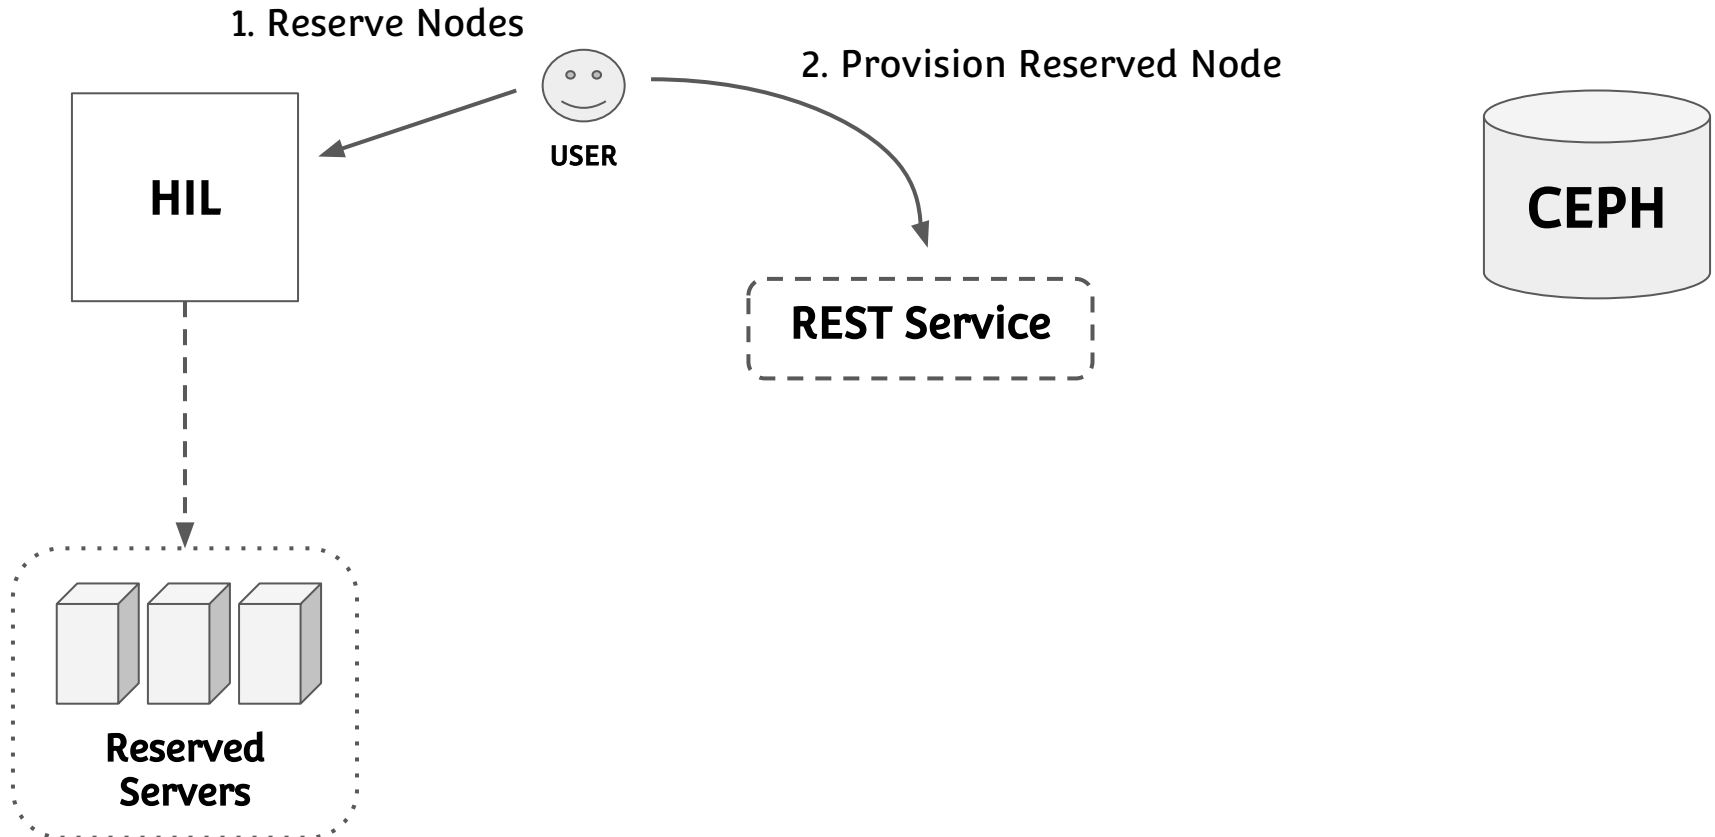 1. Reserve Nodes
2. Provision Reserved Node
USER
HIL
CEPH
REST Service
Reserved
Servers